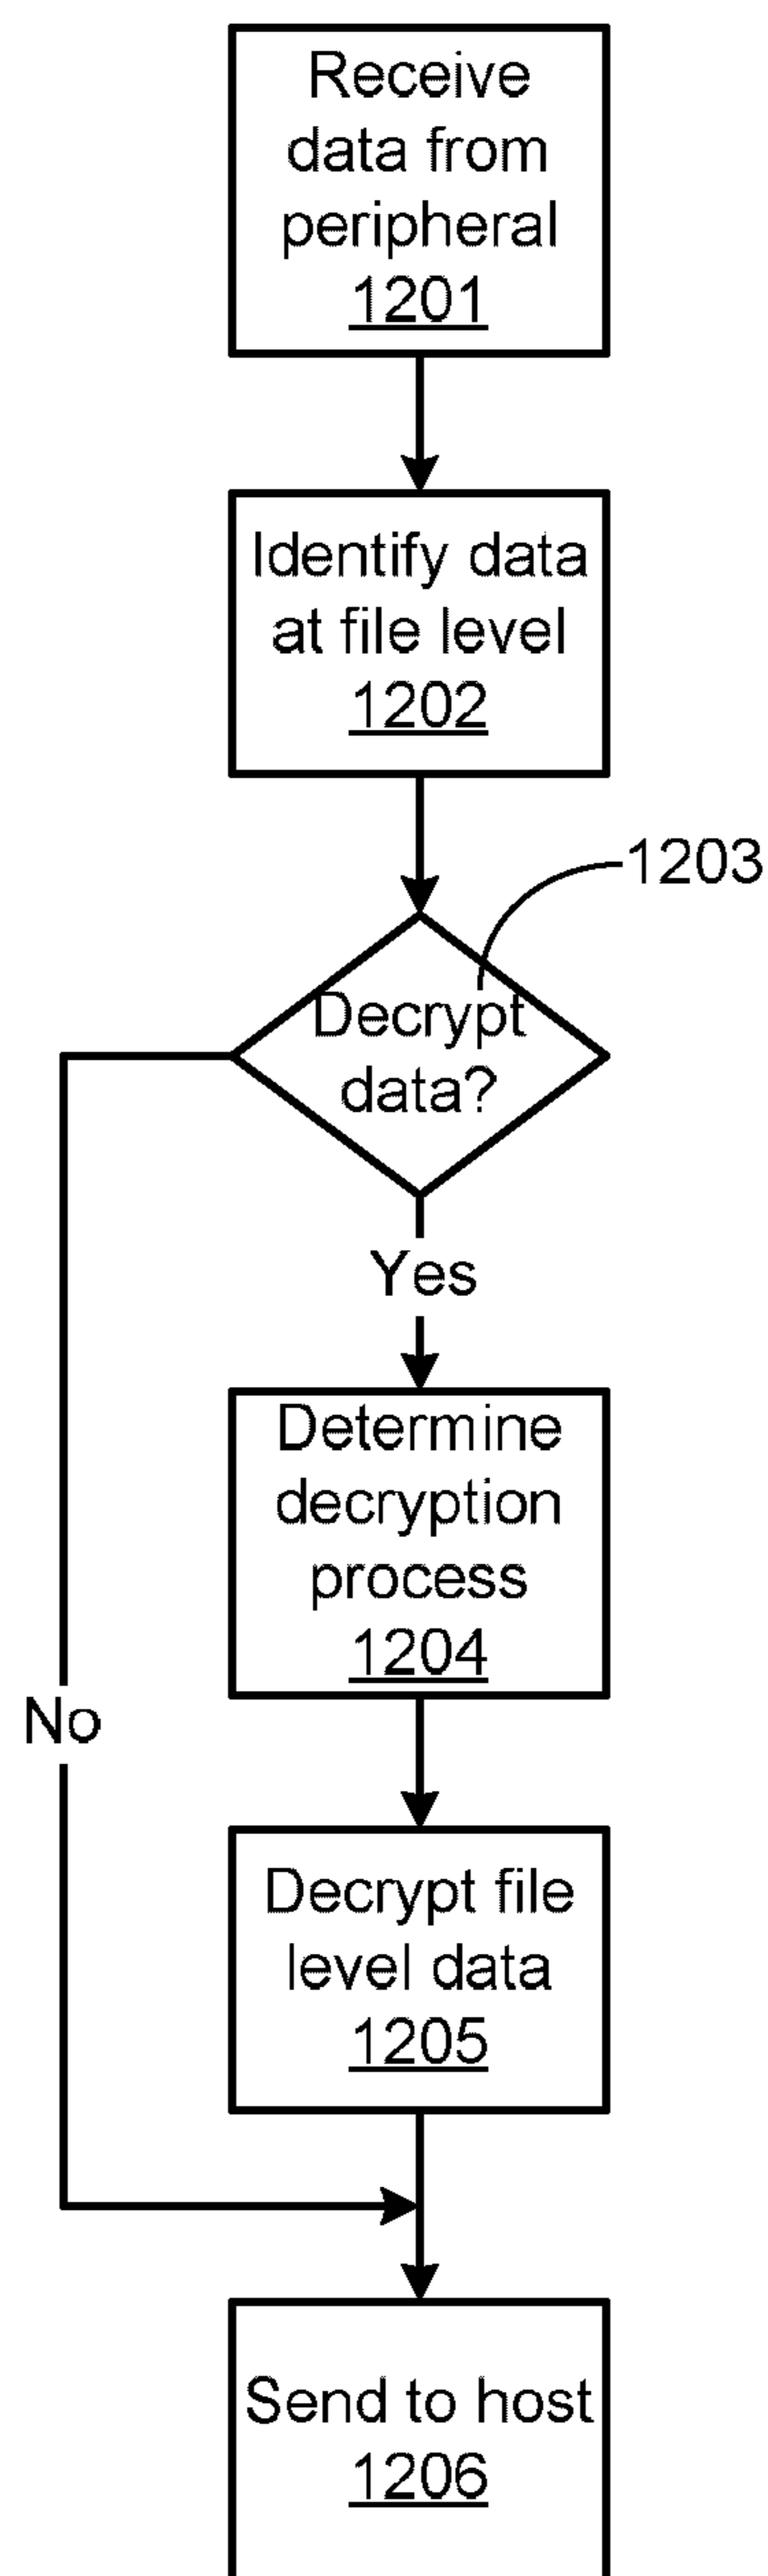 Receive
data from
peripheral
1201
Identify data
at file level
1202
1203
Decrypt
data?
Yes
Determine
decryption
process
1204
No
Decrypt file
level data
1205
Send to host
1206